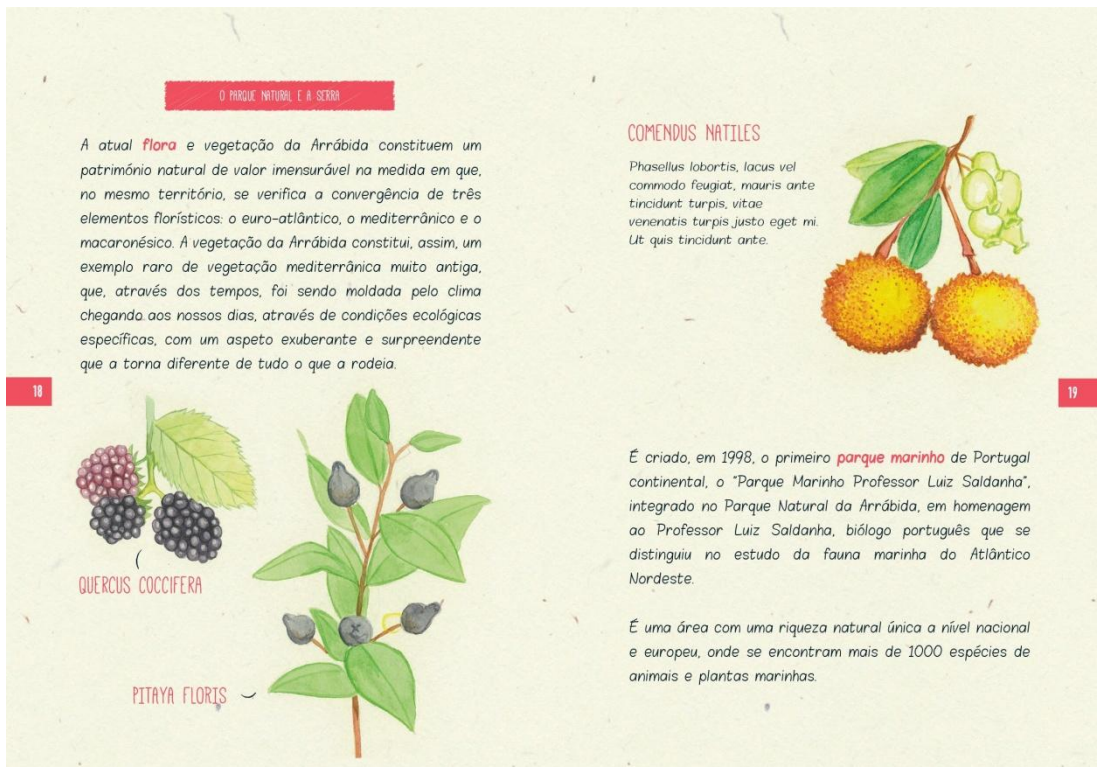 O PARQUE NATURAL E A SERRA
A atual flora e vegetação da Arrábida constituem um
património natural de valor imensurável na medida em que,
no mesmo território, se verifica a convergência de três
elementos florísticos: o euro-atlântico, o mediterrânico e o
macaronésico. A vegetação da Arrábida constitui, assim, um
exemplo raro de vegetação mediterrânica muito antiga,
que, através dos tempos, foi sendo moldada pelo clima
chegando aos nossos dias, através de condições ecológicas
específicas, com um aspeto exuberante e surpreendente
que a torna diferente de tudo o que a rodeia.
18
QUERCUS COCCIFERA
PITAYA FLORIS
COMENDUS NATILES
Phasellus lobortis, lacus vel
commodo feugiat, mauris ante
tincidunt turpis, vitae
venenatis turpis justo eget mi.
Ut quis tincidunt ante.
19
É criado, em 1998, o primeiro parque marinho de Portugal
continental, o "Parque Marinho Professor Luiz Saldanha",
integrado no Parque Natural da Arrábida, em homenagem
ao Professor Luiz Saldanha, biólogo português que se
distinguiu no estudo da fauna marinha do Atlântico
Nordeste.
É uma área com uma riqueza natural única a nível nacional
e europeu, onde se encontram mais de 1000 espécies de
animais e plantas marinhas.